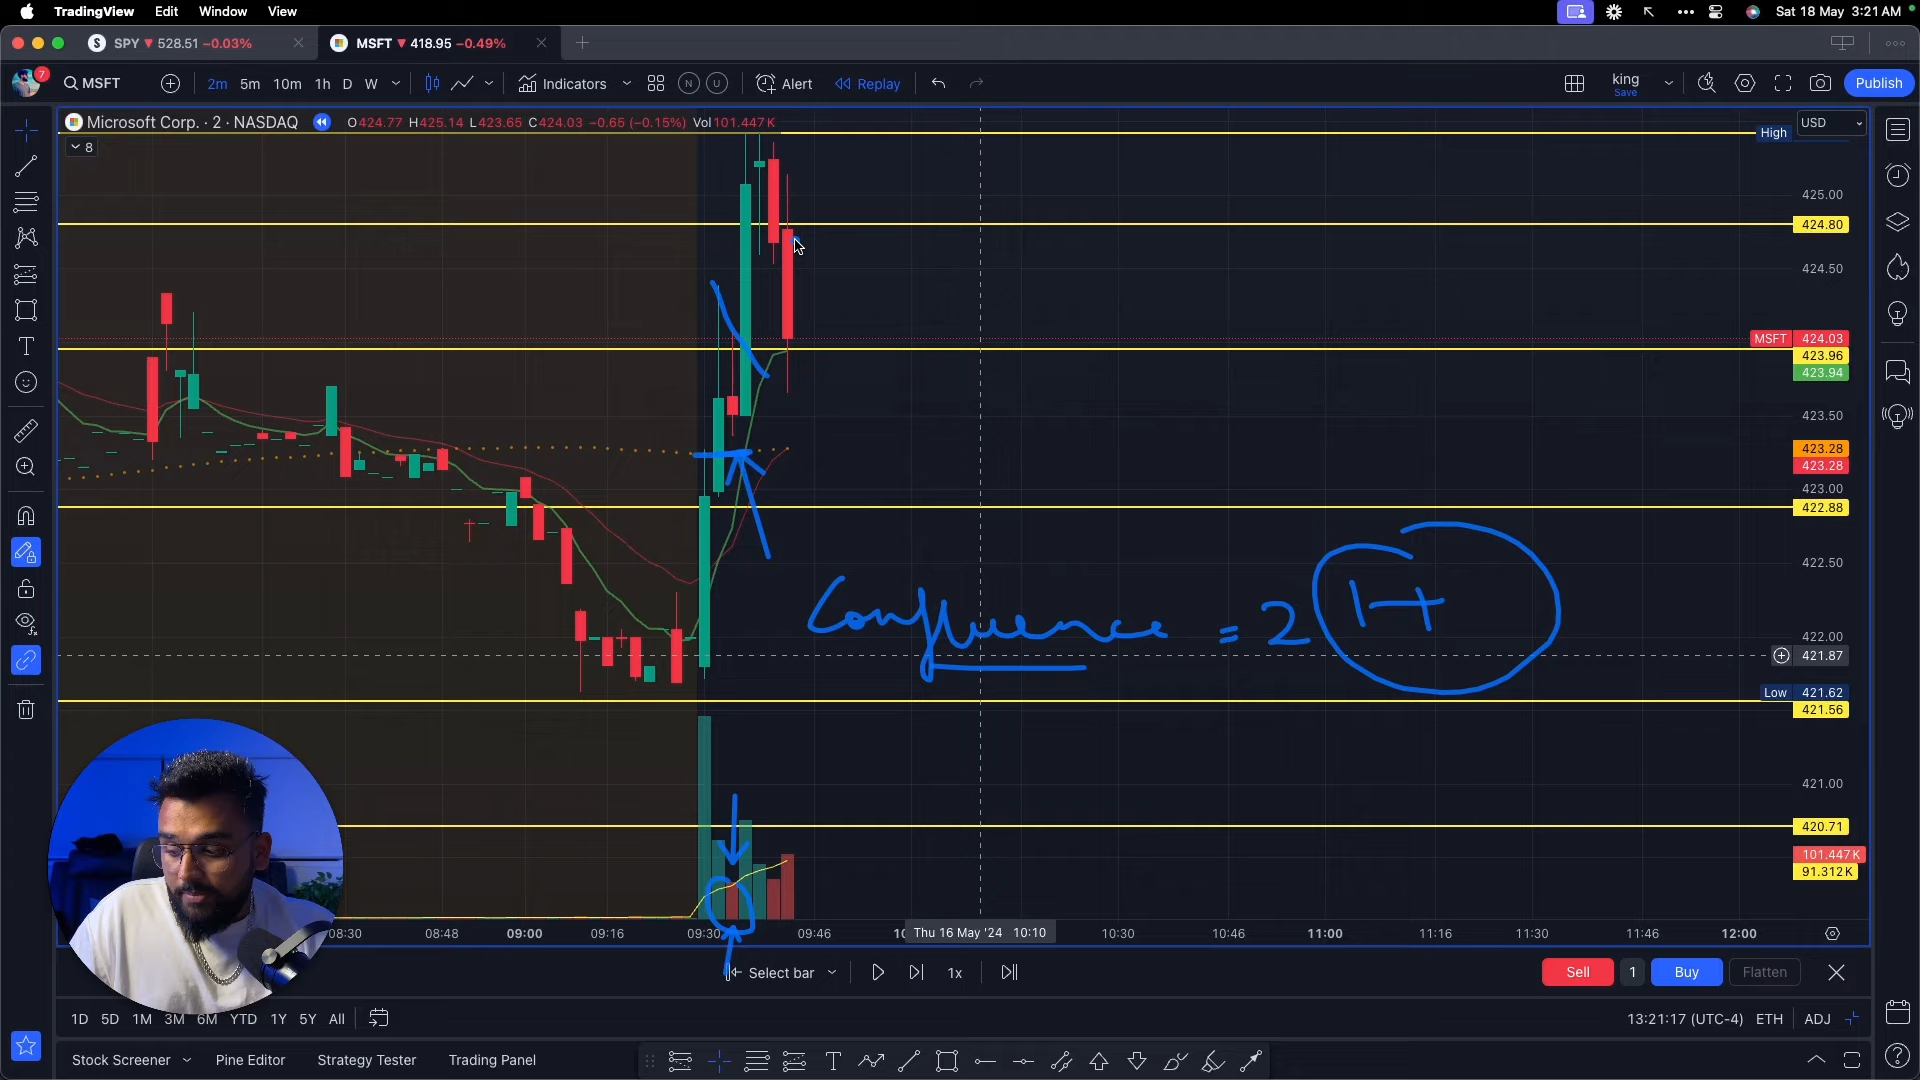 TradingView Edit Window View Sat 18 May 3:21 AM
S SPY ▼ 528.51 −0.03% MSFT ▼ 418.95 −0.49%
7 MSFT 2m 5m 10m 1h D W Indicators N U Alert Replay king Save Publish
Microsoft Corp. · 2 · NASDAQ O424.77 H425.14 L423.65 C424.03 −0.65 (−0.15%) Vol101.447 K USD
High
8
425.00
424.80
424.50
MSFT 424.03
423.96
423.94
423.50
423.28
423.28
423.00
422.88
422.50
Confluence = 2 1+
422.00
421.87
Low 421.62
421.56
421.00
420.71
101.447K
91.312K
08:30 08:48 09:00 09:16 09:30 09:46 Thu 16 May '24 10:10 10:30 10:46 11:00 11:16 11:30 11:46 12:00
Select bar 1x Sell 1 Buy Flatten
1D 5D 1M 3M 6M YTD 1Y 5Y All 13:21:17 (UTC-4) ETH ADJ
Stock Screener Pine Editor Strategy Tester Trading Panel